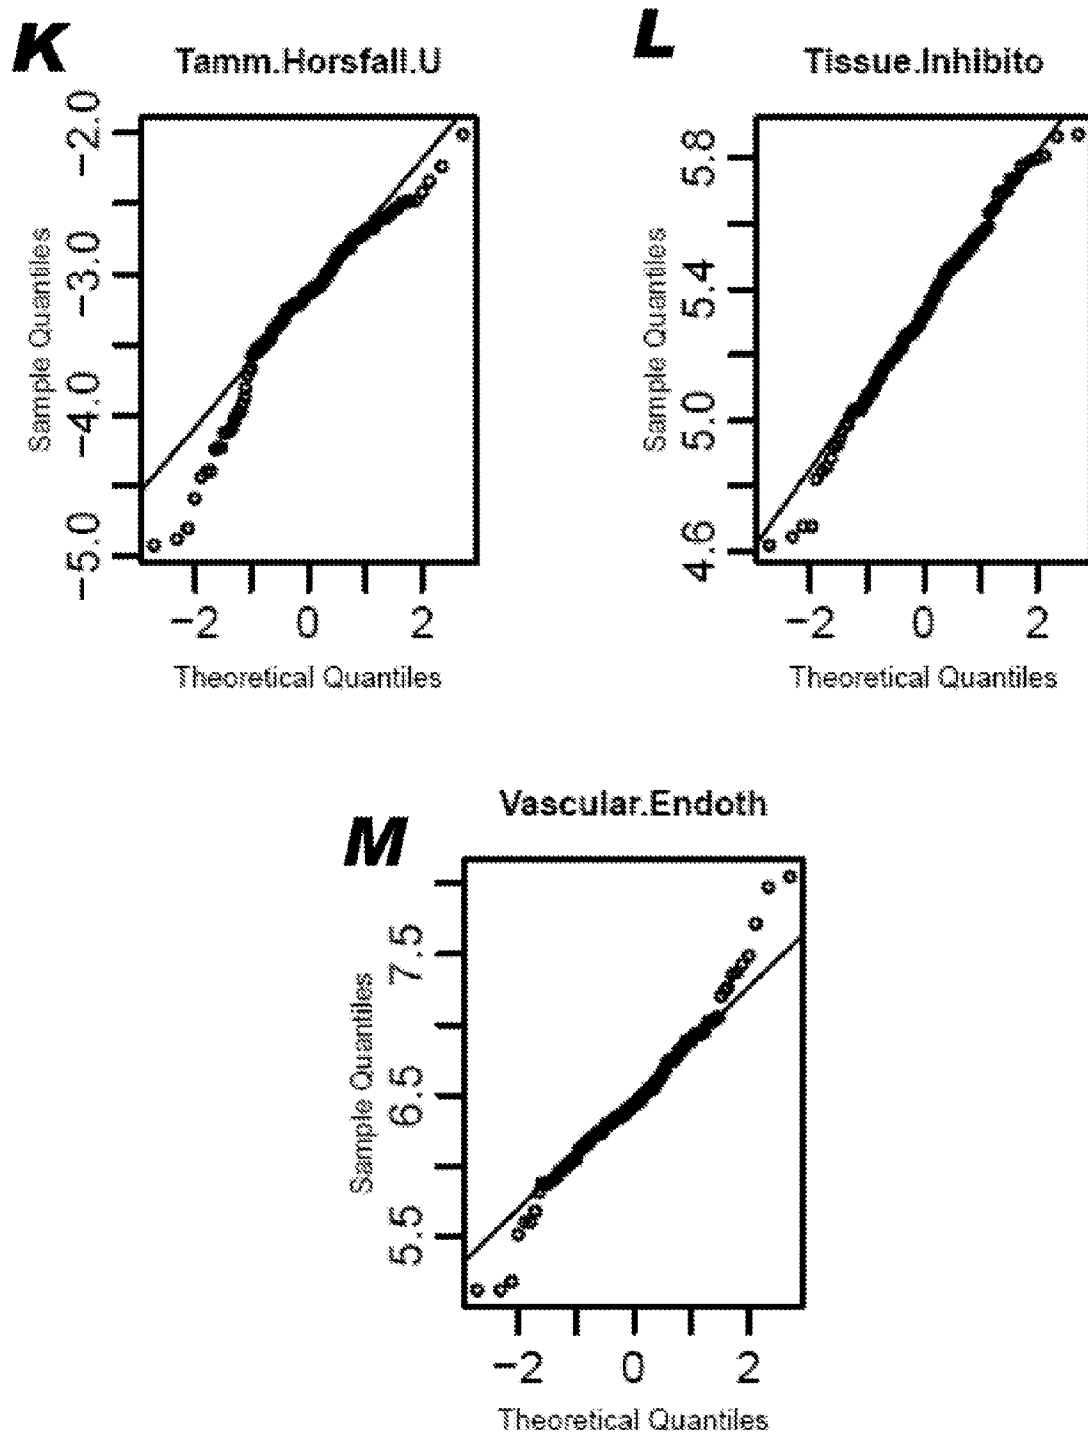 K
Tamm.Horsfall.U
Sample Quantiles
−2.0
−3.0
−4.0
−5.0
−2 0 2
Theoretical Quantiles
L
Tissue.Inhibito
Sample Quantiles
5.8
5.4
5.0
4.6
−2 0 2
Theoretical Quantiles
M
Vascular.Endoth
Sample Quantiles
7.5
6.5
5.5
−2 0 2
Theoretical Quantiles